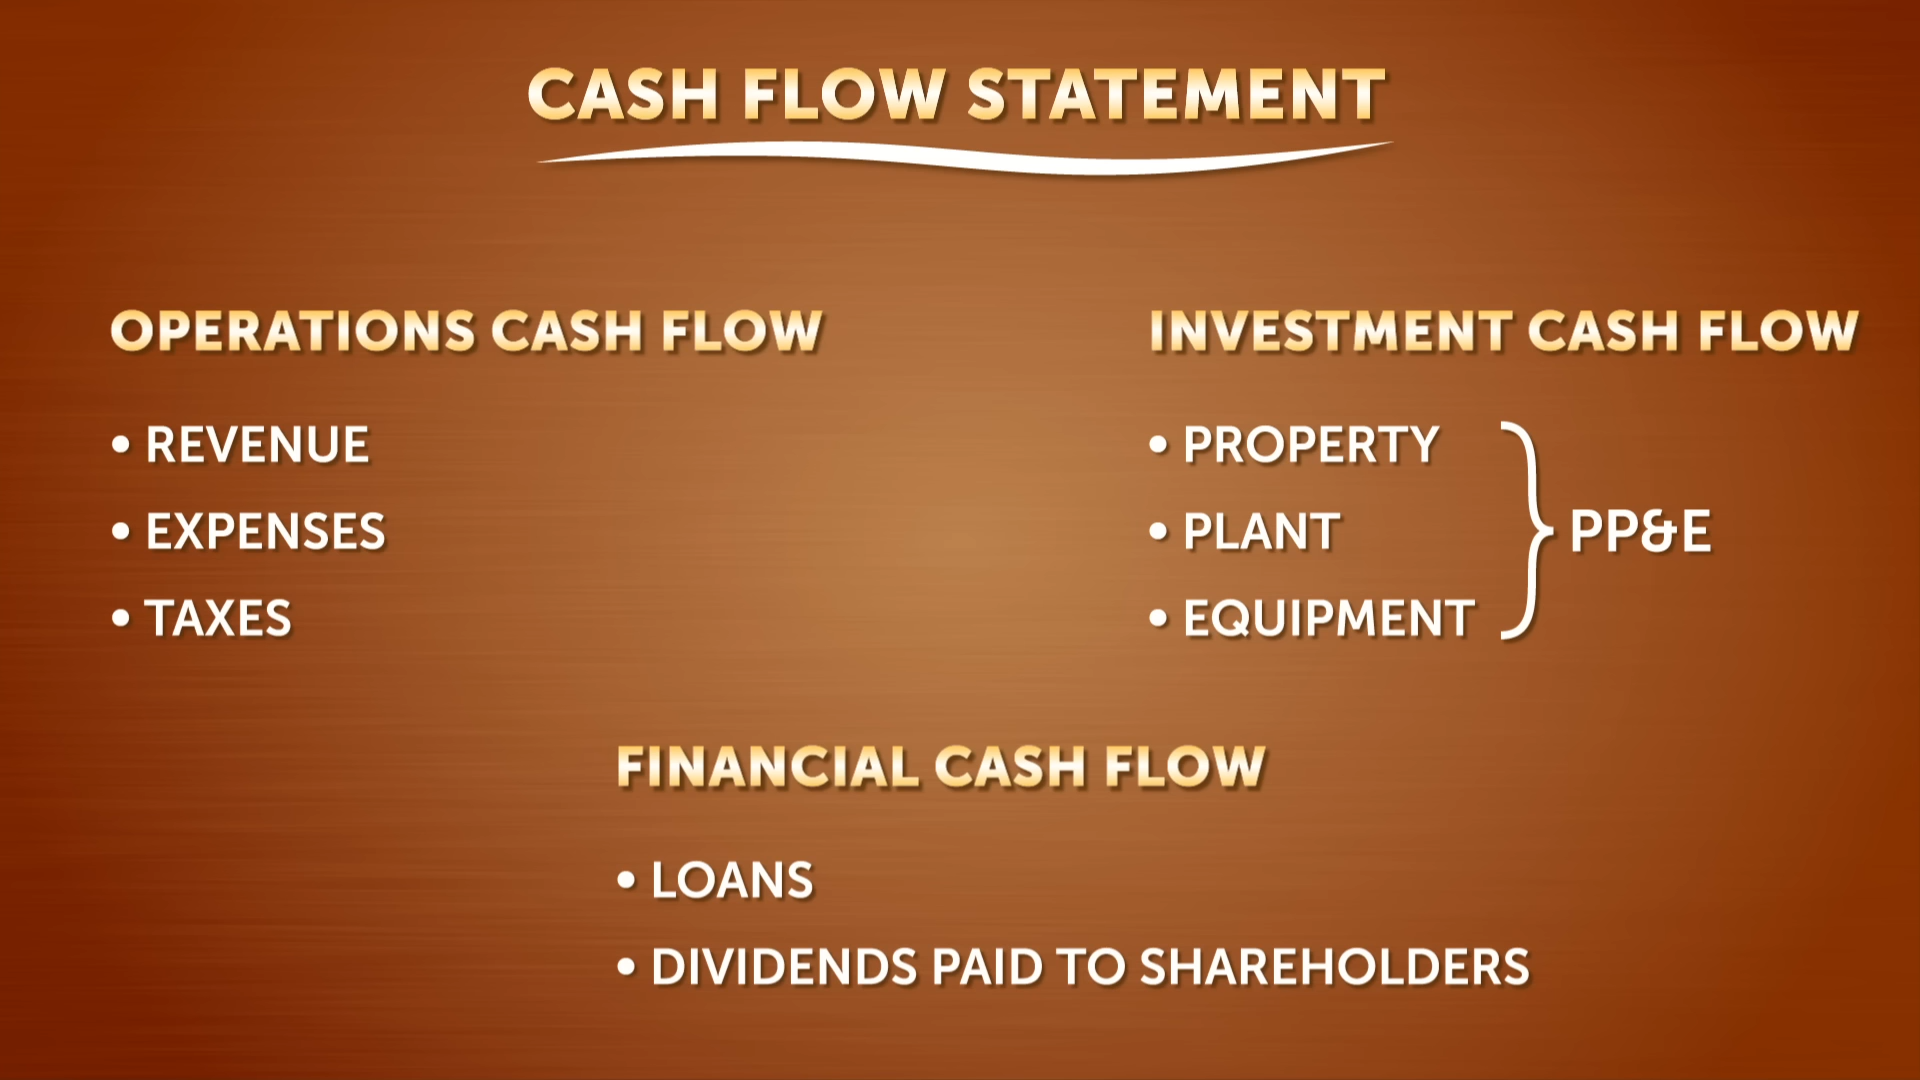 CASH FLOW STATEMENT
OPERATIONS CASH FLOW
• REVENUE
• EXPENSES
• TAXES
INVESTMENT CASH FLOW
• PROPERTY
• PLANT
• EQUIPMENT
PP&E
FINANCIAL CASH FLOW
• LOANS
• DIVIDENDS PAID TO SHAREHOLDERS